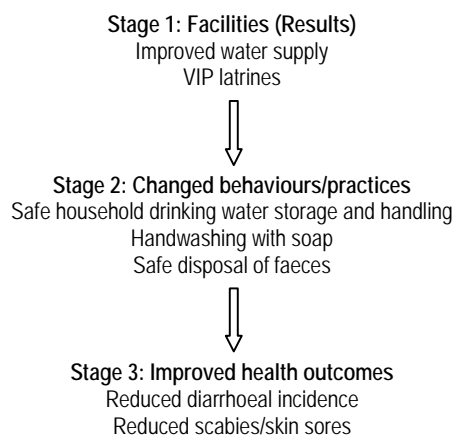 Stage 1: Facilities (Results)
Improved water supply
VIP latrines
Stage 2: Changed behaviours/practices
Safe household drinking water storage and handling
Handwashing with soap
Safe disposal of faeces
Stage 3: Improved health outcomes
Reduced diarrhoeal incidence
Reduced scabies/skin sores